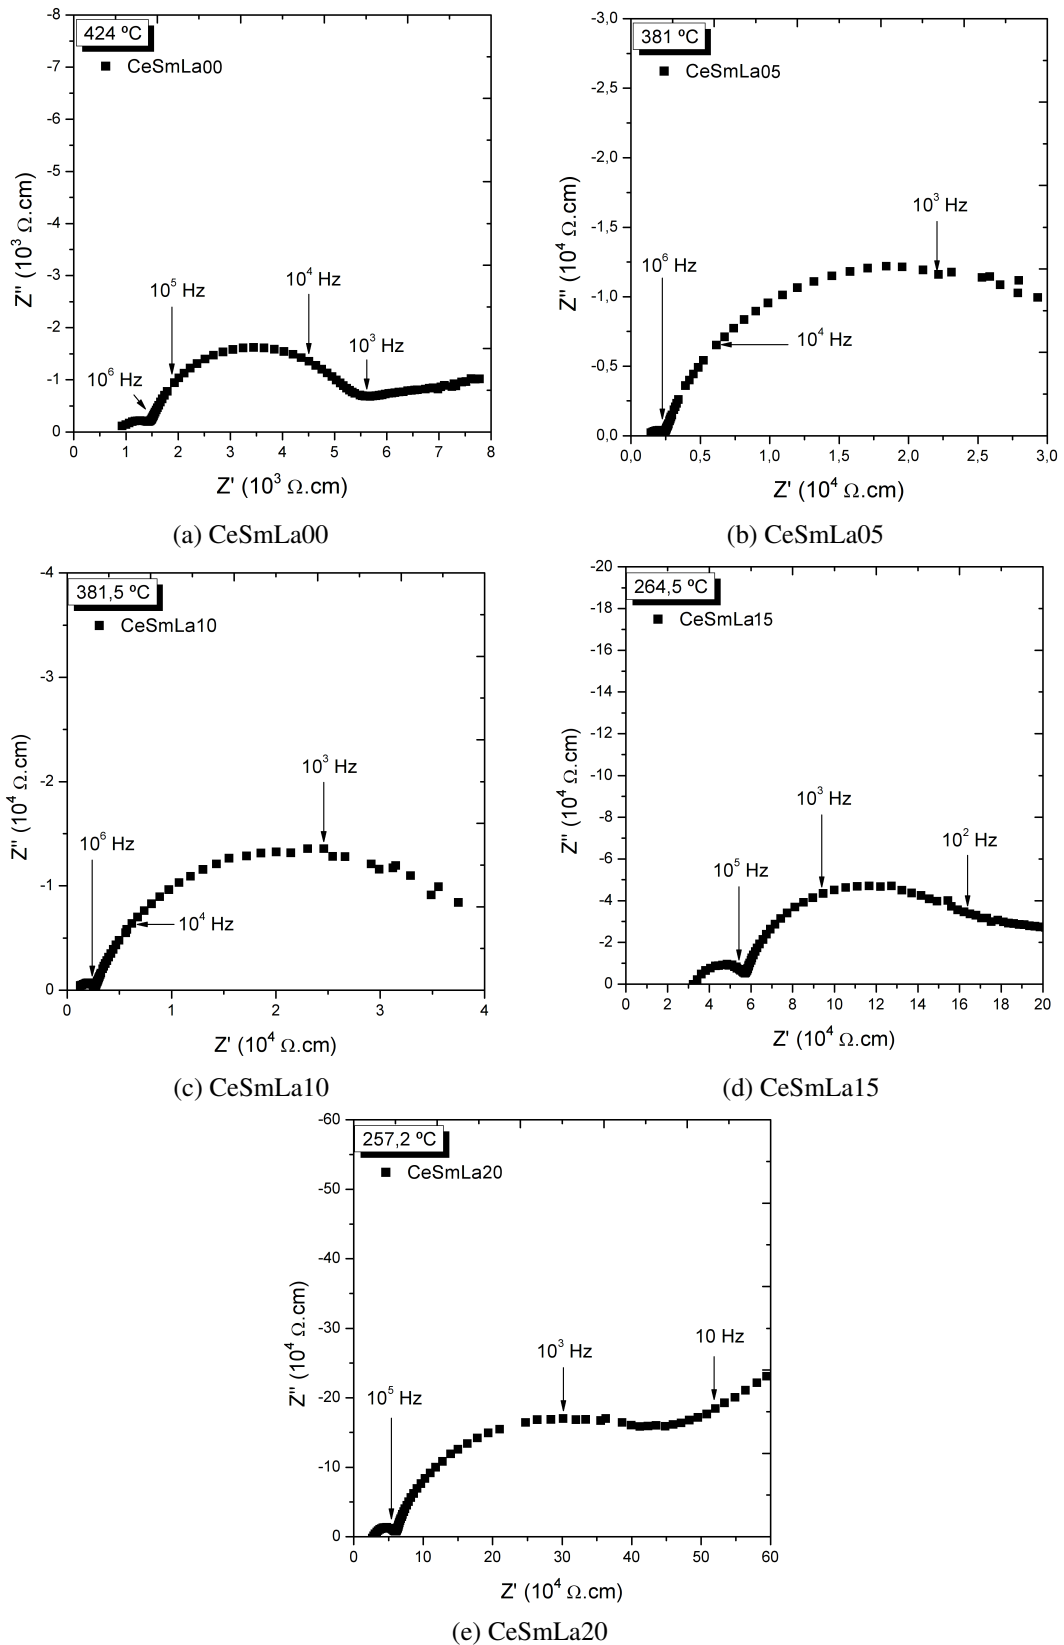 424 ºC
CeSmLa00
-8
-7
-6
-5
-4
-3
-2
-1
0
Z'' (10³ Ω.cm)
10⁶ Hz
10⁵ Hz
10⁴ Hz
10³ Hz
0 1 2 3 4 5 6 7 8
Z' (10³ Ω.cm)
(a) CeSmLa00
381 ºC
CeSmLa05
-3,0
-2,5
-2,0
-1,5
-1,0
-0,5
0,0
Z'' (10⁴ Ω.cm)
10⁶ Hz
10³ Hz
10⁴ Hz
0,0 0,5 1,0 1,5 2,0 2,5 3,0
Z' (10⁴ Ω.cm)
(b) CeSmLa05
381,5 ºC
CeSmLa10
-4
-3
-2
-1
0
Z'' (10⁴ Ω.cm)
10³ Hz
10⁶ Hz
10⁴ Hz
0 1 2 3 4
Z' (10⁴ Ω.cm)
(c) CeSmLa10
264,5 ºC
CeSmLa15
-20
-18
-16
-14
-12
-10
-8
-6
-4
-2
0
Z'' (10⁴ Ω.cm)
10³ Hz
10² Hz
10⁵ Hz
0 2 4 6 8 10 12 14 16 18 20
Z' (10⁴ Ω.cm)
(d) CeSmLa15
257,2 ºC
CeSmLa20
-60
-50
-40
-30
-20
-10
0
Z'' (10⁴ Ω.cm)
10 Hz
10³ Hz
10⁵ Hz
0 10 20 30 40 50 60
Z' (10⁴ Ω.cm)
(e) CeSmLa20